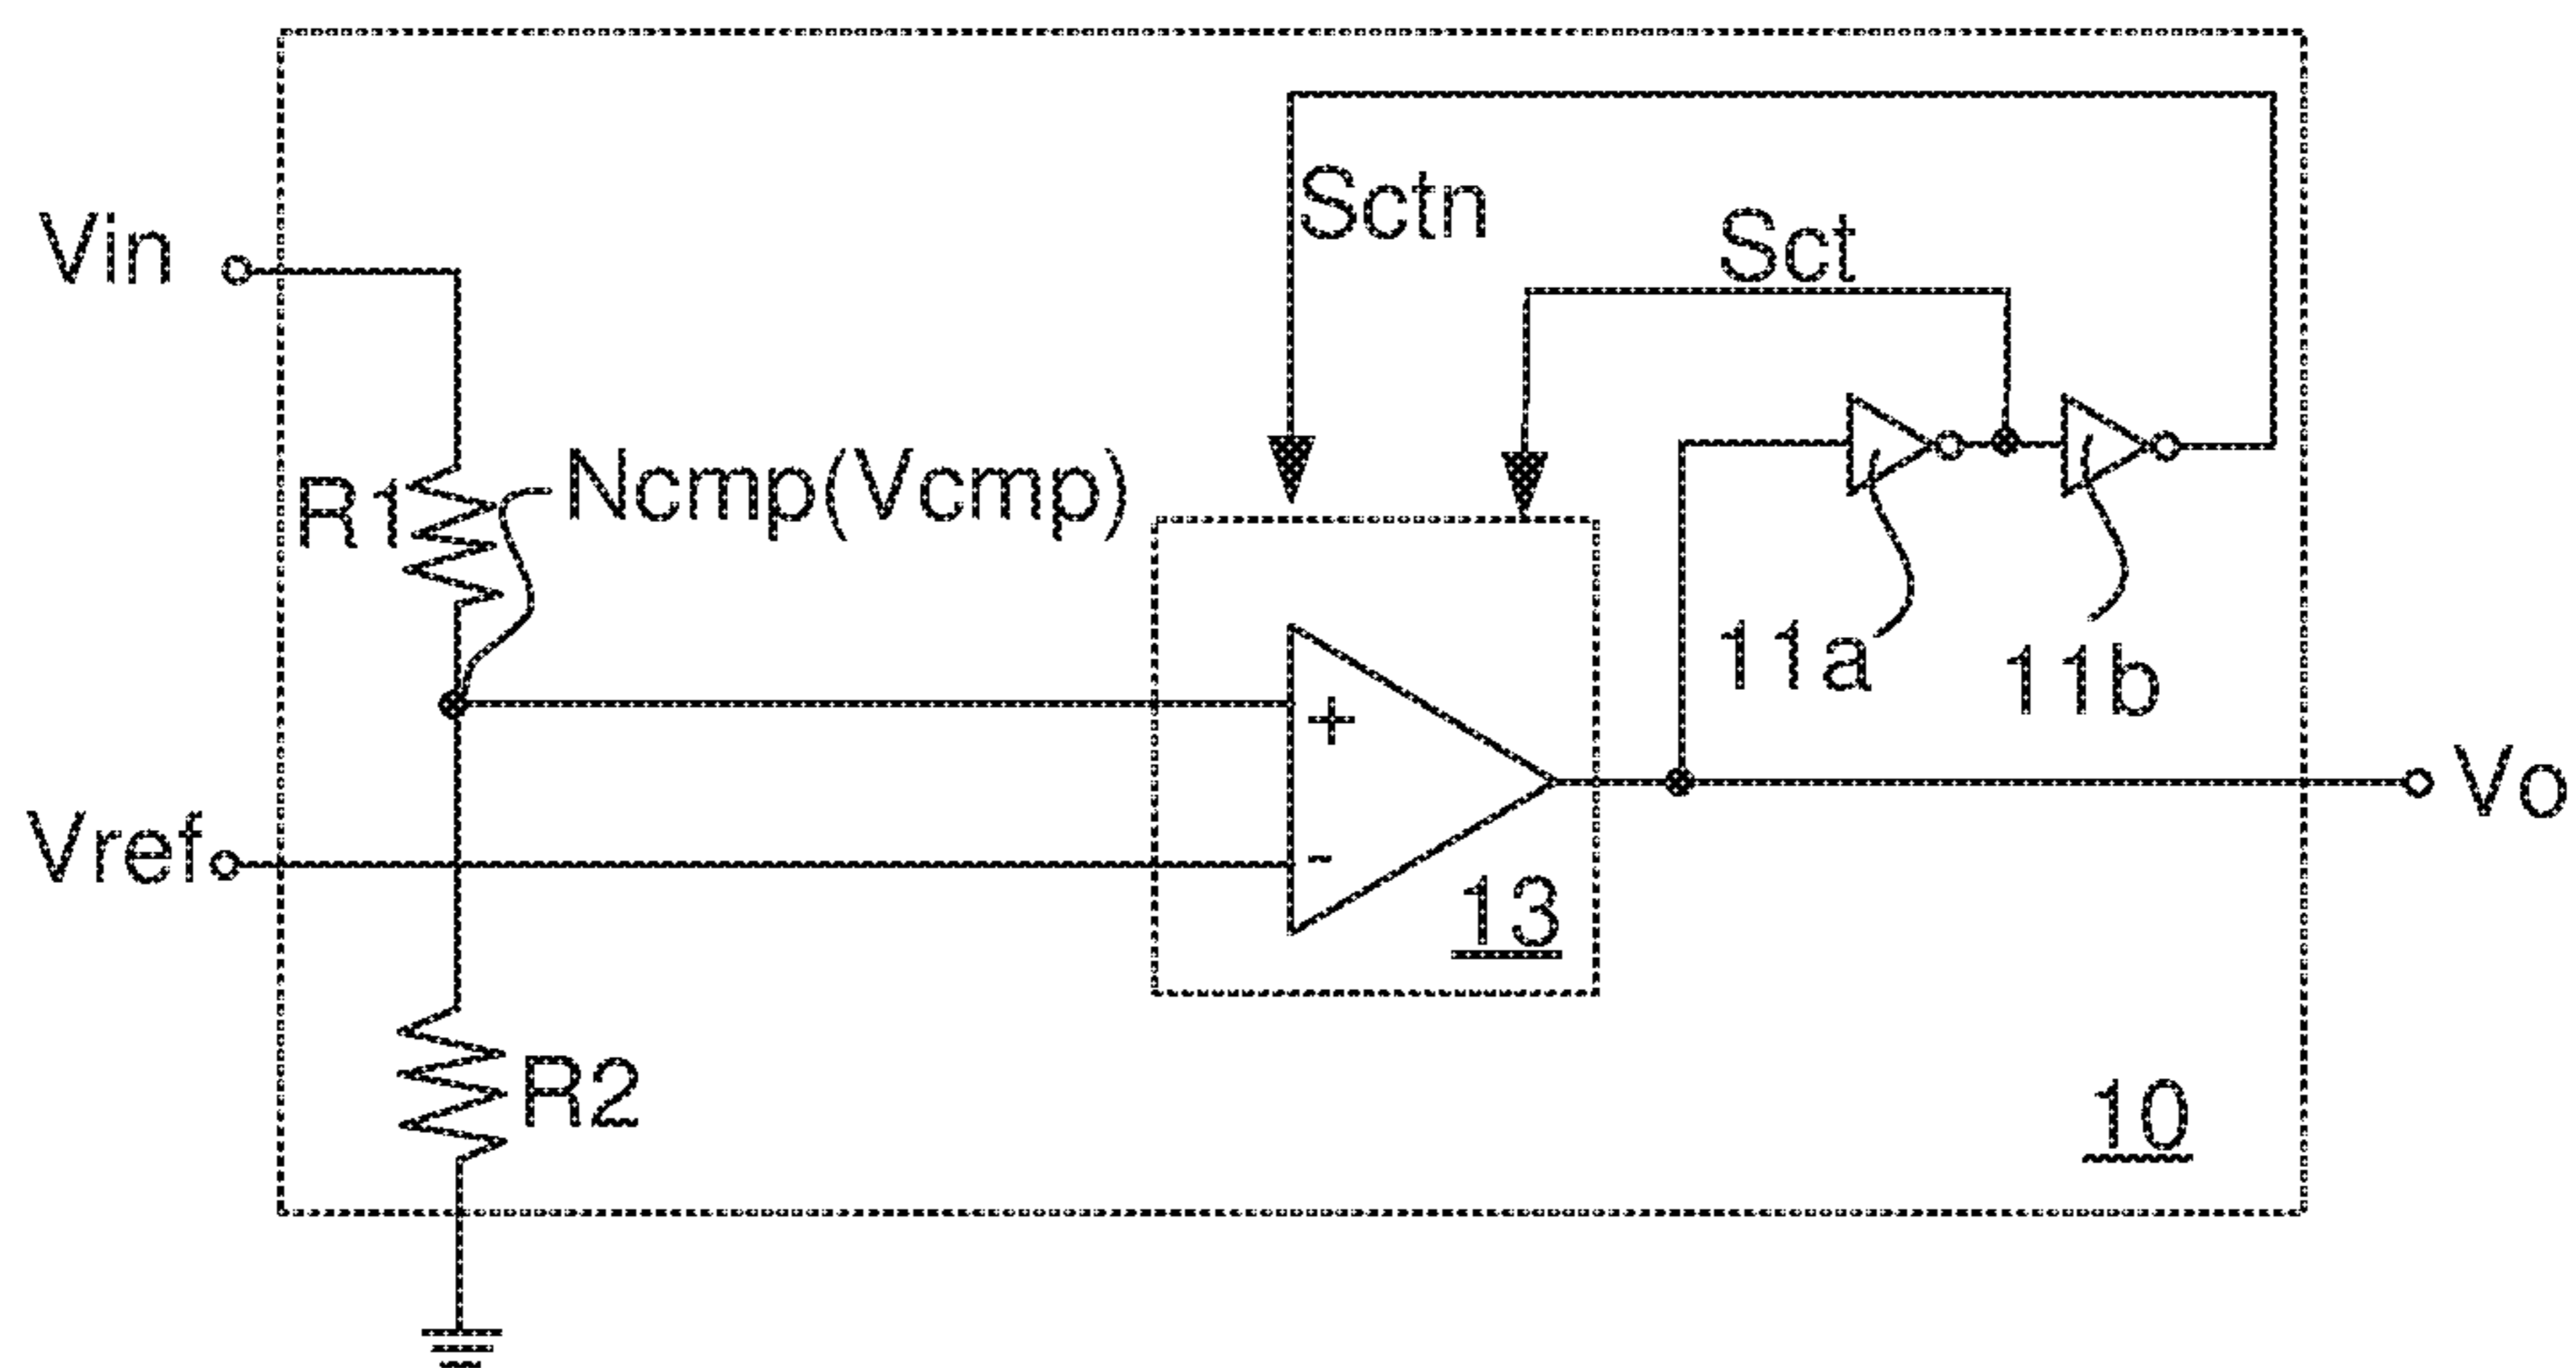 Sctn
Sct
Vin
R1
Ncmp(Vcmp)
11a
11b
+
Vo
Vref
-
13
R2
10